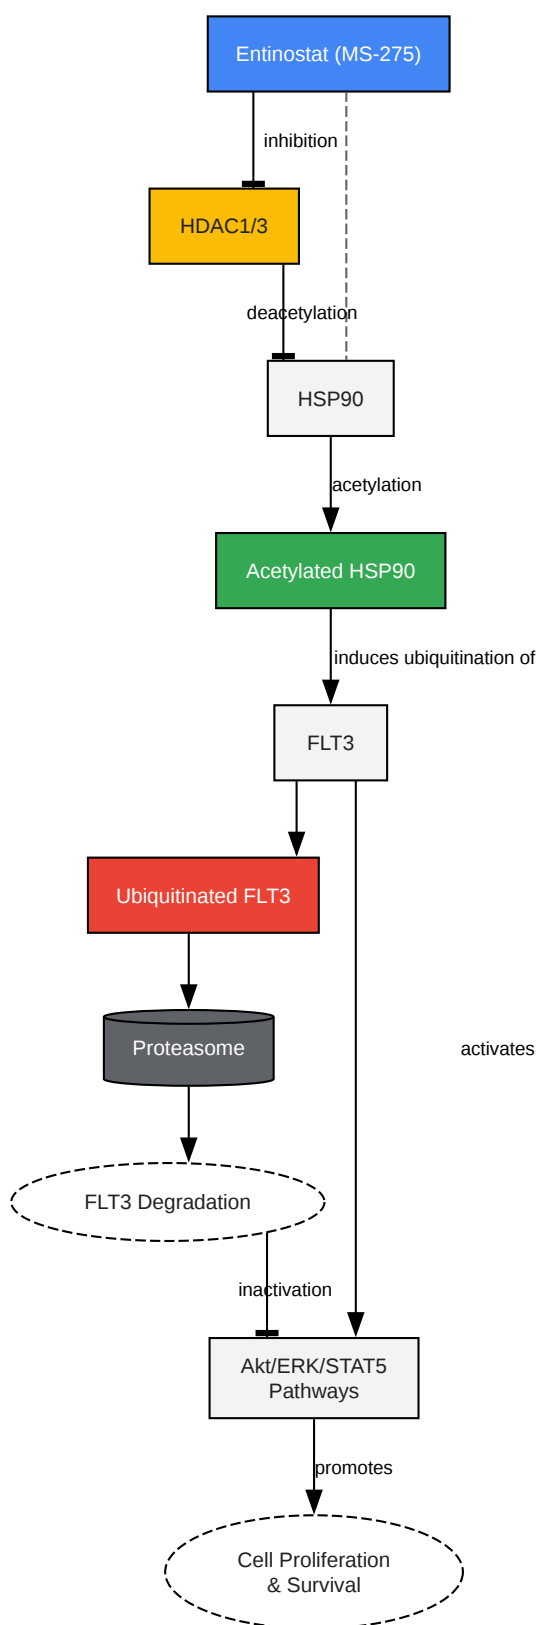 Entinostat (MS-275)
inhibition
HDAC1/3
deacetylation
HSP90
acetylation
Acetylated HSP90
induces ubiquitination of
FLT3
Ubiquitinated FLT3
Proteasome
activates
FLT3 Degradation
inactivation
Akt/ERK/STAT5
Pathways
promotes
Cell Proliferation
& Survival